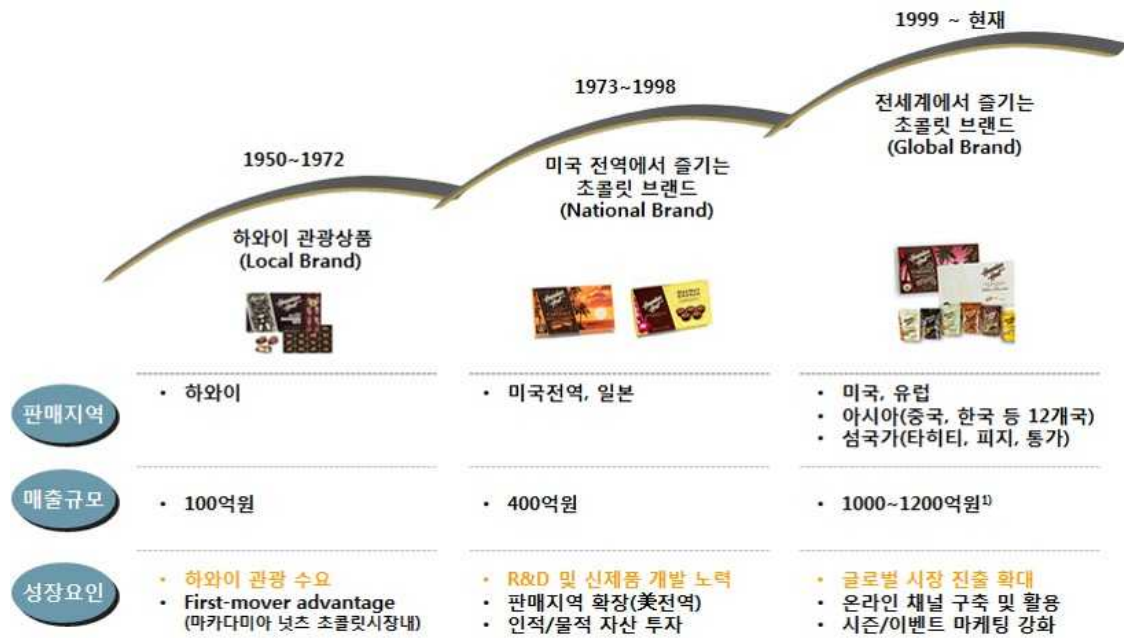 1999 ~ 현재
1973~1998
전세계에서 즐기는
초콜릿 브랜드
(Global Brand)
1950~1972
미국 전역에서 즐기는
초콜릿 브랜드
(National Brand)
하와이 관광상품
(Local Brand)
판매지역
• 하와이
• 미국전역, 일본
• 미국, 유럽
• 아시아(중국, 한국 등 12개국)
• 섬국가(타히티, 피지, 통가)
매출규모
• 100억원
• 400억원
• 1000~1200억원¹⁾
성장요인
• 하와이 관광 수요
• First-mover advantage
(마카다미아 넛츠 초콜릿시장내)
• R&D 및 신제품 개발 노력
• 판매지역 확장(美전역)
• 인적/물적 자산 투자
• 글로벌 시장 진출 확대
• 온라인 채널 구축 및 활용
• 시즌/이벤트 마케팅 강화